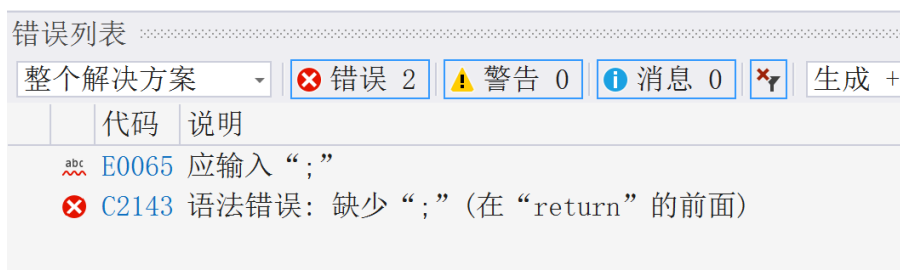 错误列表
整个解决方案 错误 2 警告 0 消息 0 生成 +
代码 说明
abc E0065 应输入“;”
C2143 语法错误: 缺少“;”(在“return”的前面)